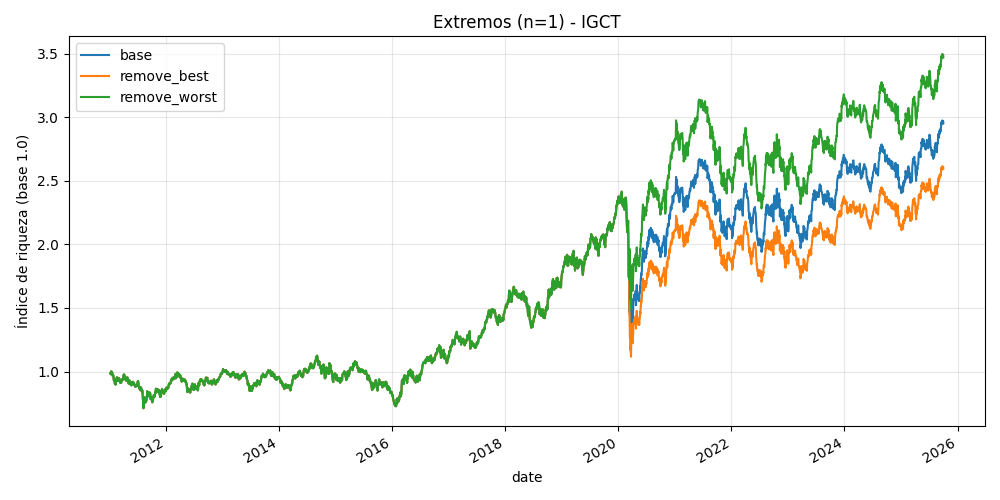 Extremos (n=1) - IGCT
base
remove_best
remove_worst
índice de riqueza (base 1.0)
3.5
3.0
2.5
2.0
1.5
1.0
2012
2014
2016
2018
2020
2022
2024
2026
date